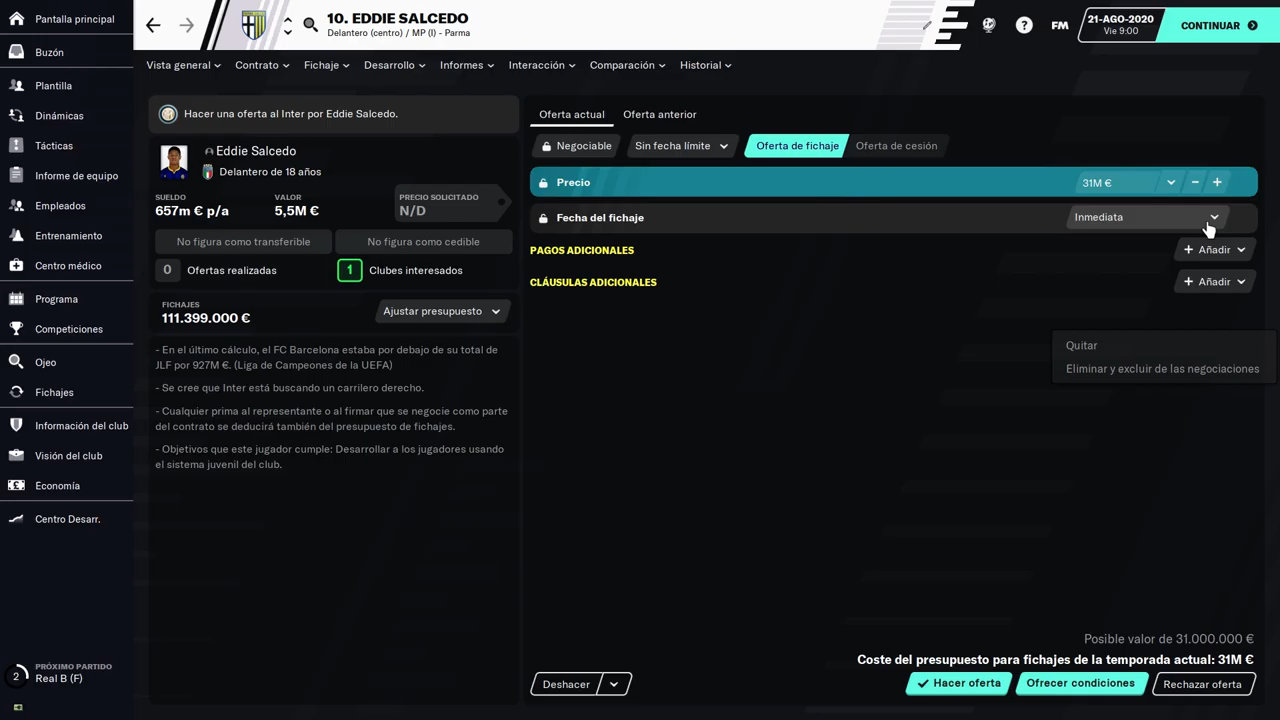 Pantalla principal
Buzón
Plantilla
Dinámicas
Tácticas
Informe de equipo
Empleados
Entrenamiento
Centro médico
Programa
Competiciones
Ojeo
Fichajes
Información del club
Visión del club
Economía
Centro Desarr.
2
PRÓXIMO PARTIDO
Real B (F)
10. EDDIE SALCEDO
Delantero (centro) / MP (I) - Parma
?
FM
21-AGO-2020
Vie 9:00
CONTINUAR
Vista general
Contrato
Fichaje
Desarrollo
Informes
Interacción
Comparación
Historial
Hacer una oferta al Inter por Eddie Salcedo.
Eddie Salcedo
Delantero de 18 años
SUELDO
657m € p/a
VALOR
5,5M €
PRECIO SOLICITADO
N/D
No figura como transferible
No figura como cedible
0 Ofertas realizadas
1 Clubes interesados
FICHAJES
111.399.000 €
Ajustar presupuesto
- En el último cálculo, el FC Barcelona estaba por debajo de su total de
JLF por 927M €. (Liga de Campeones de la UEFA)
- Se cree que Inter está buscando un carrilero derecho.
- Cualquier prima al representante o al firmar que se negocie como parte
del contrato se deducirá también del presupuesto de fichajes.
- Objetivos que este jugador cumple: Desarrollar a los jugadores usando
el sistema juvenil del club.
Oferta actual
Oferta anterior
Negociable
Sin fecha límite
Oferta de fichaje
Oferta de cesión
Precio
31M €
- +
Fecha del fichaje
Inmediata
PAGOS ADICIONALES
+ Añadir
CLÁUSULAS ADICIONALES
+ Añadir
Quitar
Eliminar y excluir de las negociaciones
Posible valor de 31.000.000 €
Coste del presupuesto para fichajes de la temporada actual: 31M €
Deshacer
Hacer oferta
Ofrecer condiciones
Rechazar oferta